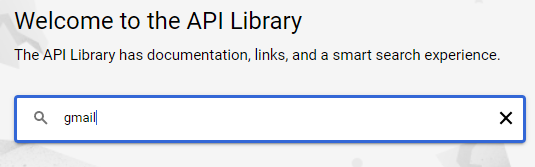 Welcome to the API Library
The API Library has documentation, links, and a smart search experience.
gmail